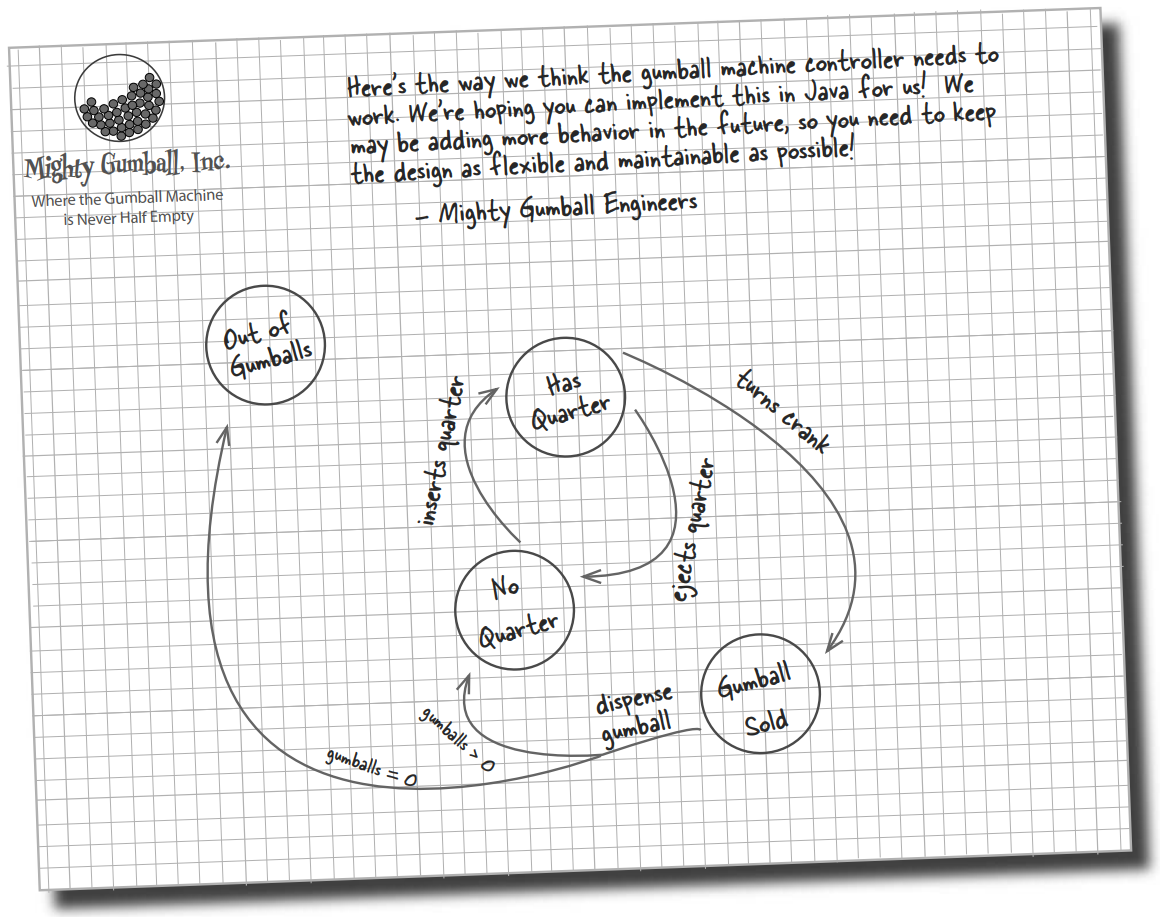 Here's the way we think the gumball machine controller needs to
work. We're hoping you can implement this in Java for us! We
may be adding more behavior in the future, so you need to keep
the design as flexible and maintainable as possible!
– Mighty Gumball Engineers
Mighty Gumball, Inc.
Where the Gumball Machine
is Never Half Empty
Out of
Gumballs
Has
Quarter
turns crank
inserts quarter
ejects quarter
No
Quarter
Gumball
Sold
dispense
gumball
gumballs > 0
gumballs = 0